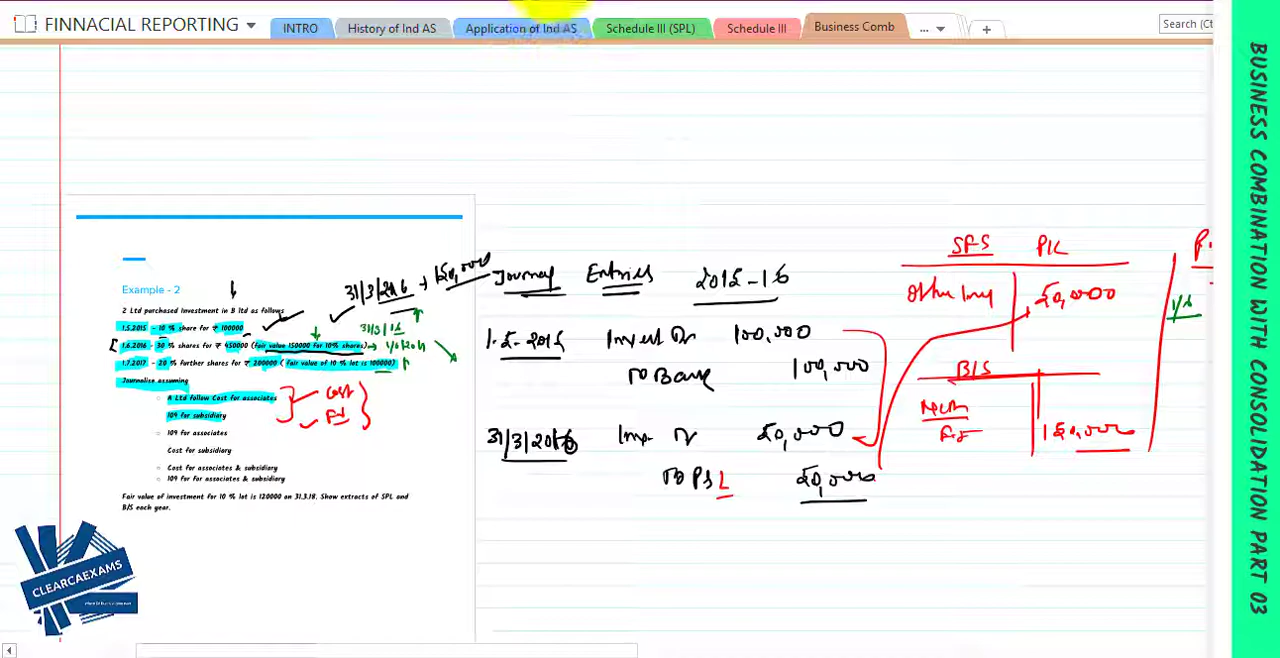 FINNACIAL REPORTING
INTRO
History of Ind AS
Application of Ind AS
Schedule III (SPL)
Schedule III
Business Comb
...
Search (Ct
BUSINESS COMBINATION WITH CONSOLIDATION PART 03
Example - 2
2 Ltd purchased Investment in B ltd as follows
1.5.2015 - 10 % share for ₹ 100000
1.6.2016 - 30 % shares for ₹ 450000 (fair value 150000 for 10% shares)
1.7.2017 - 20 % further shares for ₹ 200000 ( fair value of 10 % lot is 100000)
Journalise assuming
A Ltd follow Cost for associates
109 for subsidiary
109 for associates
Cost for subsidiary
Cost for associates & subsidiary
109 for for associates & subsidiary
Fair value of investment for 10 % lot is 120000 on 31.3.18. Show extracts of SPL and
B/S each year.
31/3/16
Cost
Journal Entries 2015-16
1.5.2015 Invest Dr 100,000
To Bank 100,000
31/3/2016 Inv. Dr 50,000
To P&L 50,000
SFS P/L
Other Inc 50,000
B/S
150,000
CLEARCAEXAMS